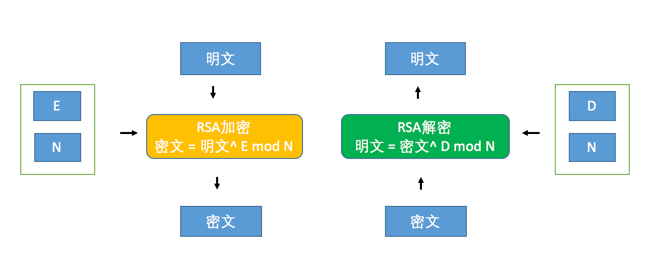 明文
明文
E
N
RSA加密
密文 = 明文^ E mod N
RSA解密
明文 = 密文^ D mod N
D
N
密文
密文